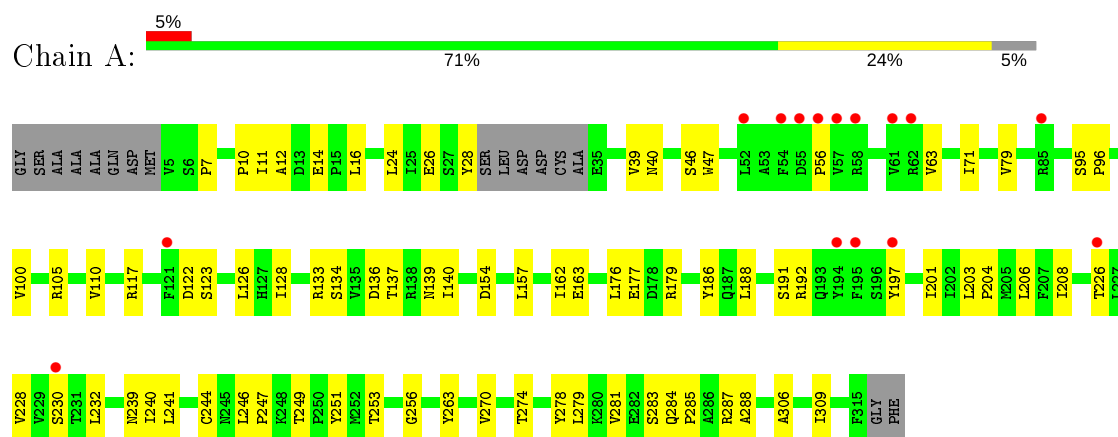 5%
Chain A:
71% 24% 5%
GLY SER ALA ALA ALA GLN ASP MET V5 S6 P7 P10 I11 A12 D13 E14 P15 L16 L24 I25 E26 S27 Y28 SER LEU ASP ASP CYS ALA E35 V39 N40 S46 W47 L52 A53 F54 D55 P56 V57 R58 V61 R62 V63 I71 V79 R85 S95 P96
V100 R105 V110 R117 F121 D122 S123 L126 H127 I128 R133 S134 V135 D136 T137 R138 N139 I140 D154 L157 I162 E163 L176 E177 D178 R179 Y186 Q187 L188 S191 R192 Q193 Y194 F195 S196 Y197 I201 I202 L203 P204 M205 L206 F207 I208 T226 L227
V228 V229 S230 T231 L232 N239 I240 L241 C244 N245 L246 P247 K248 T249 P250 Y251 M252 T253 G256 Y263 V270 T274 Y278 L279 K280 V281 E282 S283 Q284 P285 A286 R287 A288 A306 I309 F315 GLY PHE